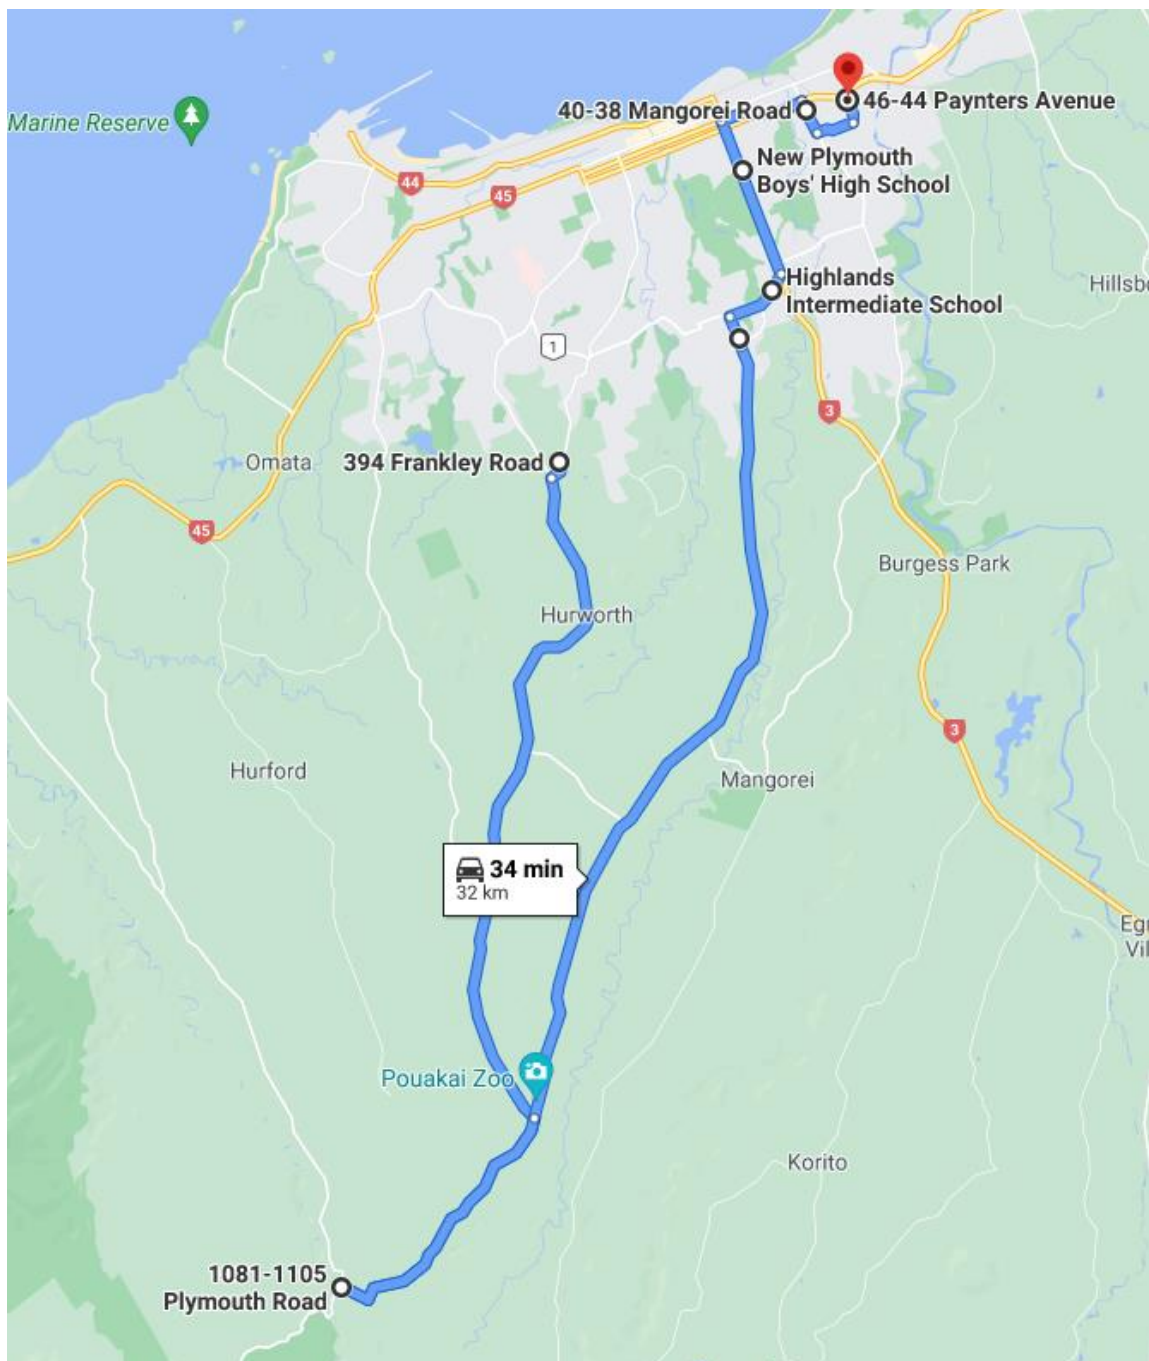 40-38 Mangorei Road
46-44 Paynters Avenue
Marine Reserve
New Plymouth
Boys' High School
44
45
Highlands
Intermediate School
Hillsb
1
3
394 Frankley Road
Omata
45
Burgess Park
Hurworth
3
Hurford
Mangorei
34 min
32 km
Eg
Vil
Pouakai Zoo
Korito
1081-1105
Plymouth Road